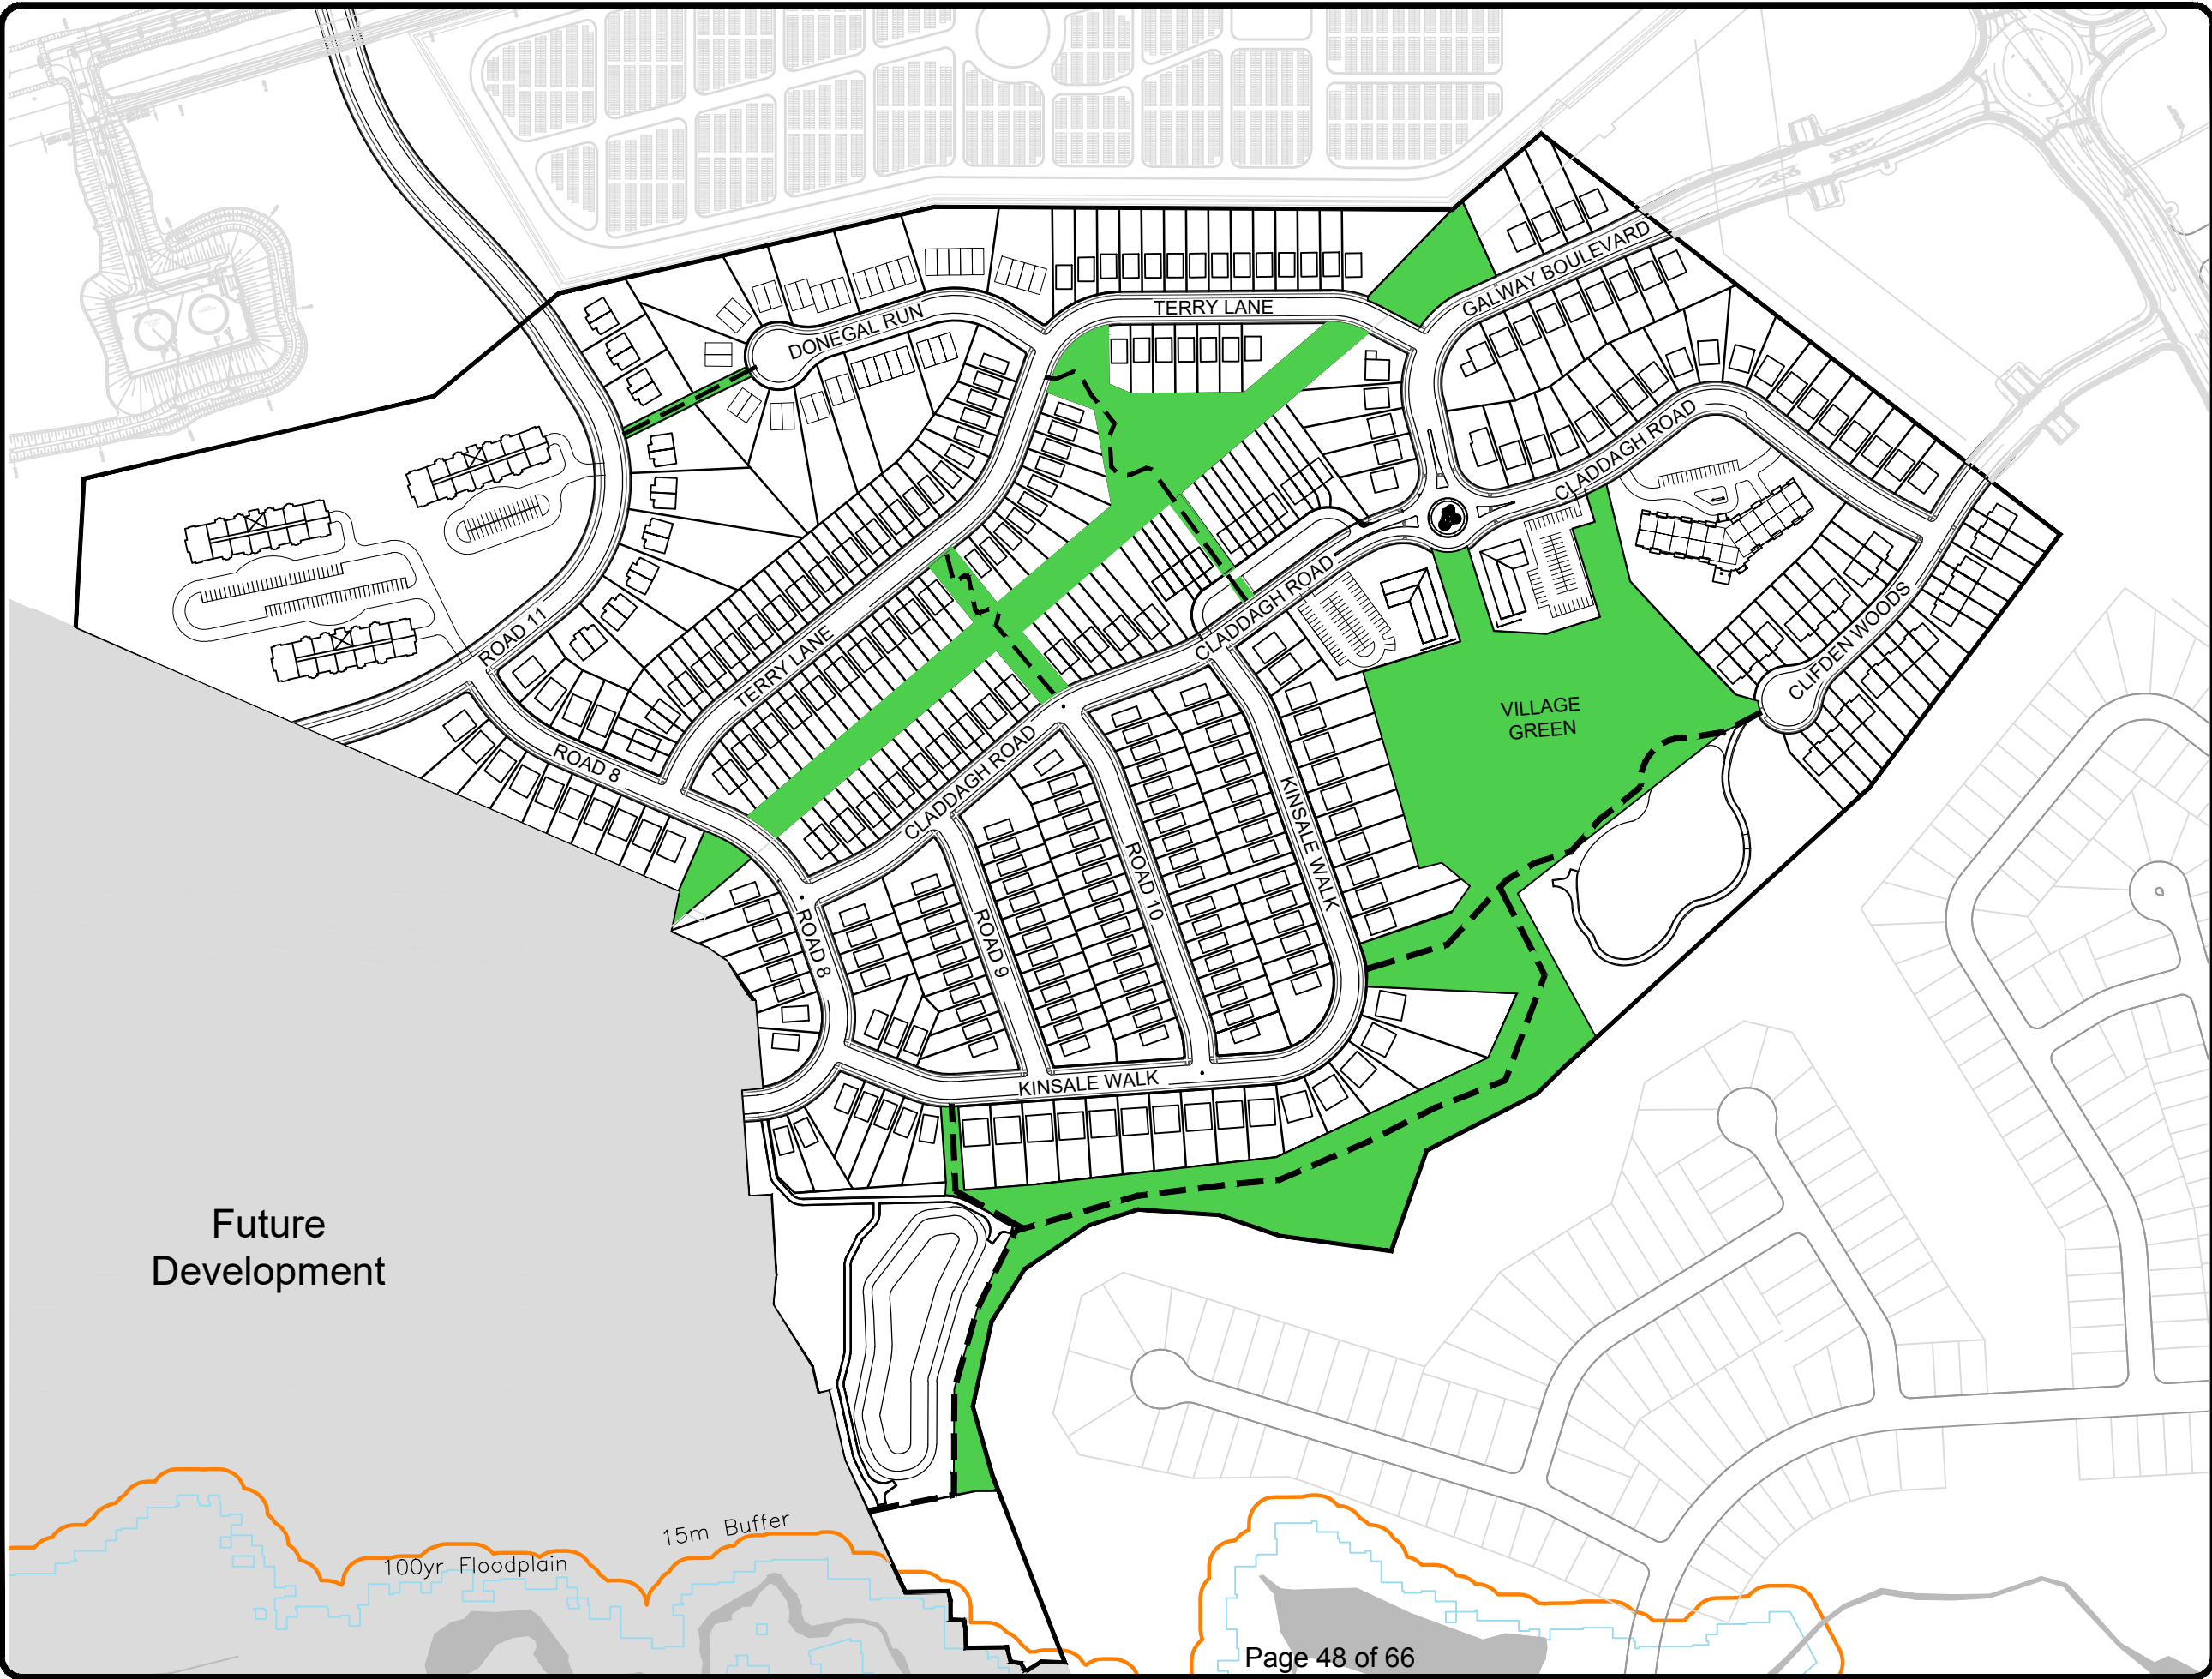 GALWAY BOULEVARD
TERRY LANE
DONEGAL RUN
CLADDAGH ROAD
CLADDAGH ROAD
CLIFDEN WOODS
ROAD 11
TERRY LANE
VILLAGE
GREEN
ROAD 8
CLADDAGH ROAD
KINSALE WALK
ROAD 10
ROAD 9
ROAD 8
KINSALE WALK
Future
Development
15m Buffer
100yr Floodplain
Page 48 of 66